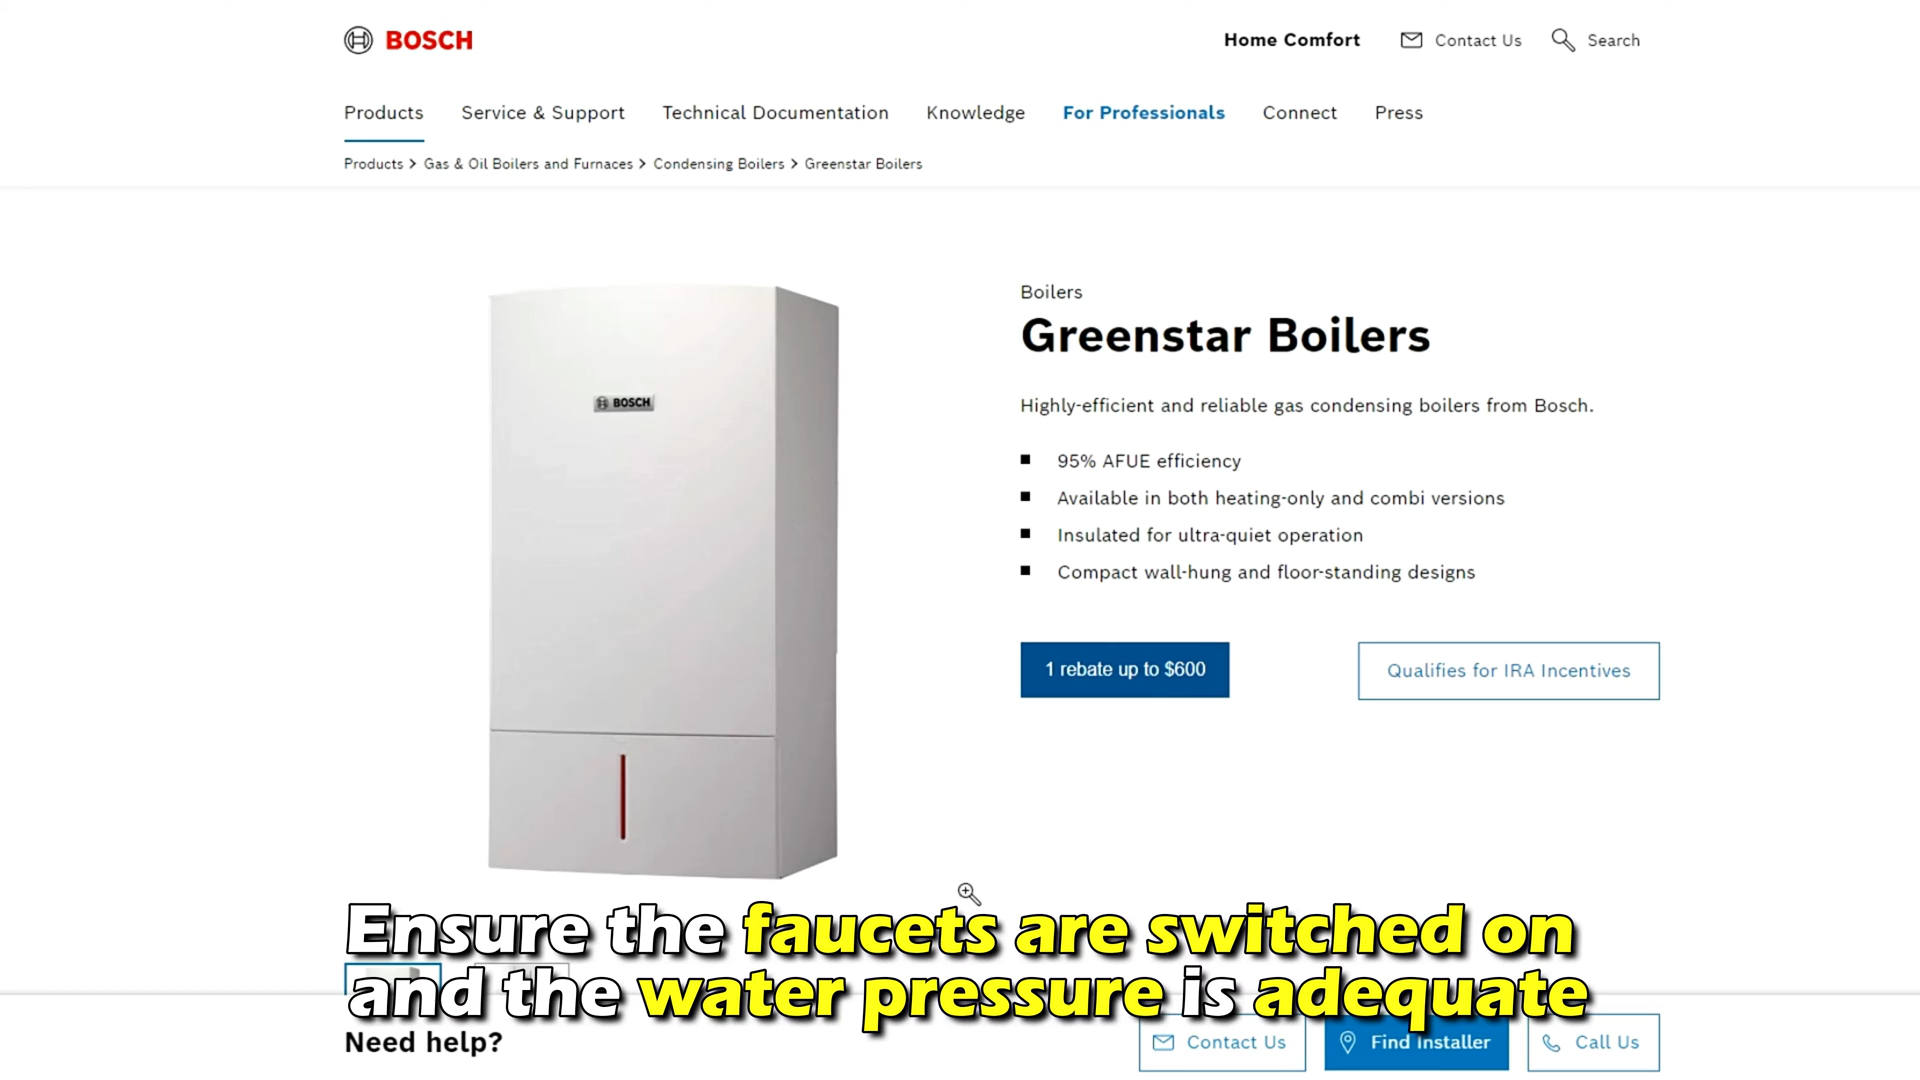 BOSCH
Home Comfort
Contact Us
Search
Products
Service & Support
Technical Documentation
Knowledge
For Professionals
Connect
Press
Products > Gas & Oil Boilers and Furnaces > Condensing Boilers > Greenstar Boilers
BOSCH
Boilers
Greenstar Boilers
Highly-efficient and reliable gas condensing boilers from Bosch.
95% AFUE efficiency
Available in both heating-only and combi versions
Insulated for ultra-quiet operation
Compact wall-hung and floor-standing designs
1 rebate up to $600
Qualifies for IRA Incentives
Ensure the faucets are switched on
and the water pressure is adequate
Need help?
Contact Us
Find Installer
Call Us